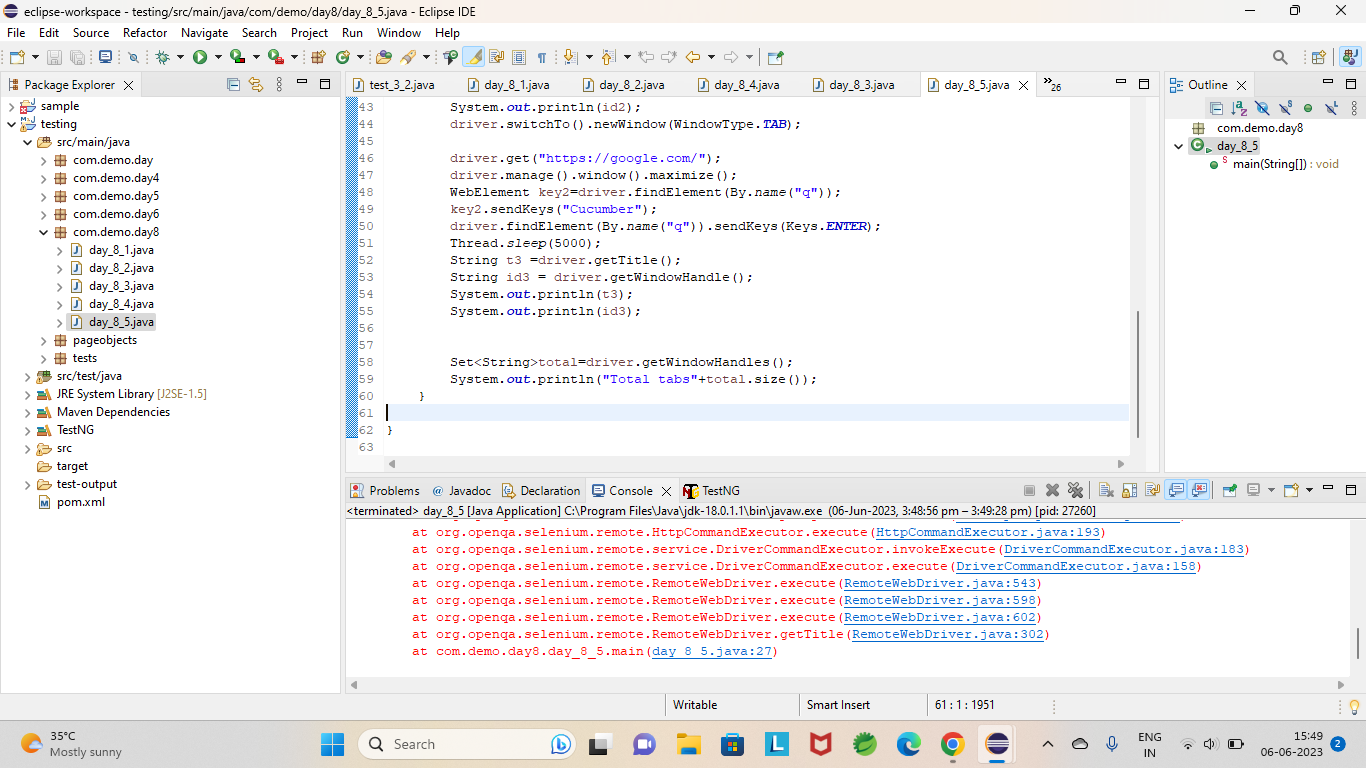 eclipse-workspace - testing/src/main/java/com/demo/day8/day_8_5.java - Eclipse IDE
File Edit Source Refactor Navigate Search Project Run Window Help
Package Explorer
sample
testing
src/main/java
com.demo.day
com.demo.day4
com.demo.day5
com.demo.day6
com.demo.day8
day_8_1.java
day_8_2.java
day_8_3.java
day_8_4.java
day_8_5.java
pageobjects
tests
src/test/java
JRE System Library [J2SE-1.5]
Maven Dependencies
TestNG
src
target
test-output
pom.xml
test_3_2.java day_8_1.java day_8_2.java day_8_4.java day_8_3.java day_8_5.java »26
43 System.out.println(id2);
44 driver.switchTo().newWindow(WindowType.TAB);
45
46 driver.get("https://google.com/");
47 driver.manage().window().maximize();
48 WebElement key2=driver.findElement(By.name("q"));
49 key2.sendKeys("Cucumber");
50 driver.findElement(By.name("q")).sendKeys(Keys.ENTER);
51 Thread.sleep(5000);
52 String t3 =driver.getTitle();
53 String id3 = driver.getWindowHandle();
54 System.out.println(t3);
55 System.out.println(id3);
56
57
58 Set<String>total=driver.getWindowHandles();
59 System.out.println("Total tabs"+total.size());
60 }
61
62 }
63
Outline
com.demo.day8
day_8_5
main(String[]) : void
Problems Javadoc Declaration Console TestNG
<terminated> day_8_5 [Java Application] C:\Program Files\Java\jdk-18.0.1.1\bin\javaw.exe (06-Jun-2023, 3:48:56 pm – 3:49:28 pm) [pid: 27260]
at org.openqa.selenium.remote.HttpCommandExecutor.execute(HttpCommandExecutor.java:193)
at org.openqa.selenium.remote.service.DriverCommandExecutor.invokeExecute(DriverCommandExecutor.java:183)
at org.openqa.selenium.remote.service.DriverCommandExecutor.execute(DriverCommandExecutor.java:158)
at org.openqa.selenium.remote.RemoteWebDriver.execute(RemoteWebDriver.java:543)
at org.openqa.selenium.remote.RemoteWebDriver.execute(RemoteWebDriver.java:598)
at org.openqa.selenium.remote.RemoteWebDriver.execute(RemoteWebDriver.java:602)
at org.openqa.selenium.remote.RemoteWebDriver.getTitle(RemoteWebDriver.java:302)
at com.demo.day8.day_8_5.main(day_8_5.java:27)
Writable Smart Insert 61 : 1 : 1951
35°C
Mostly sunny
Search
ENG
IN
15:49
06-06-2023
2